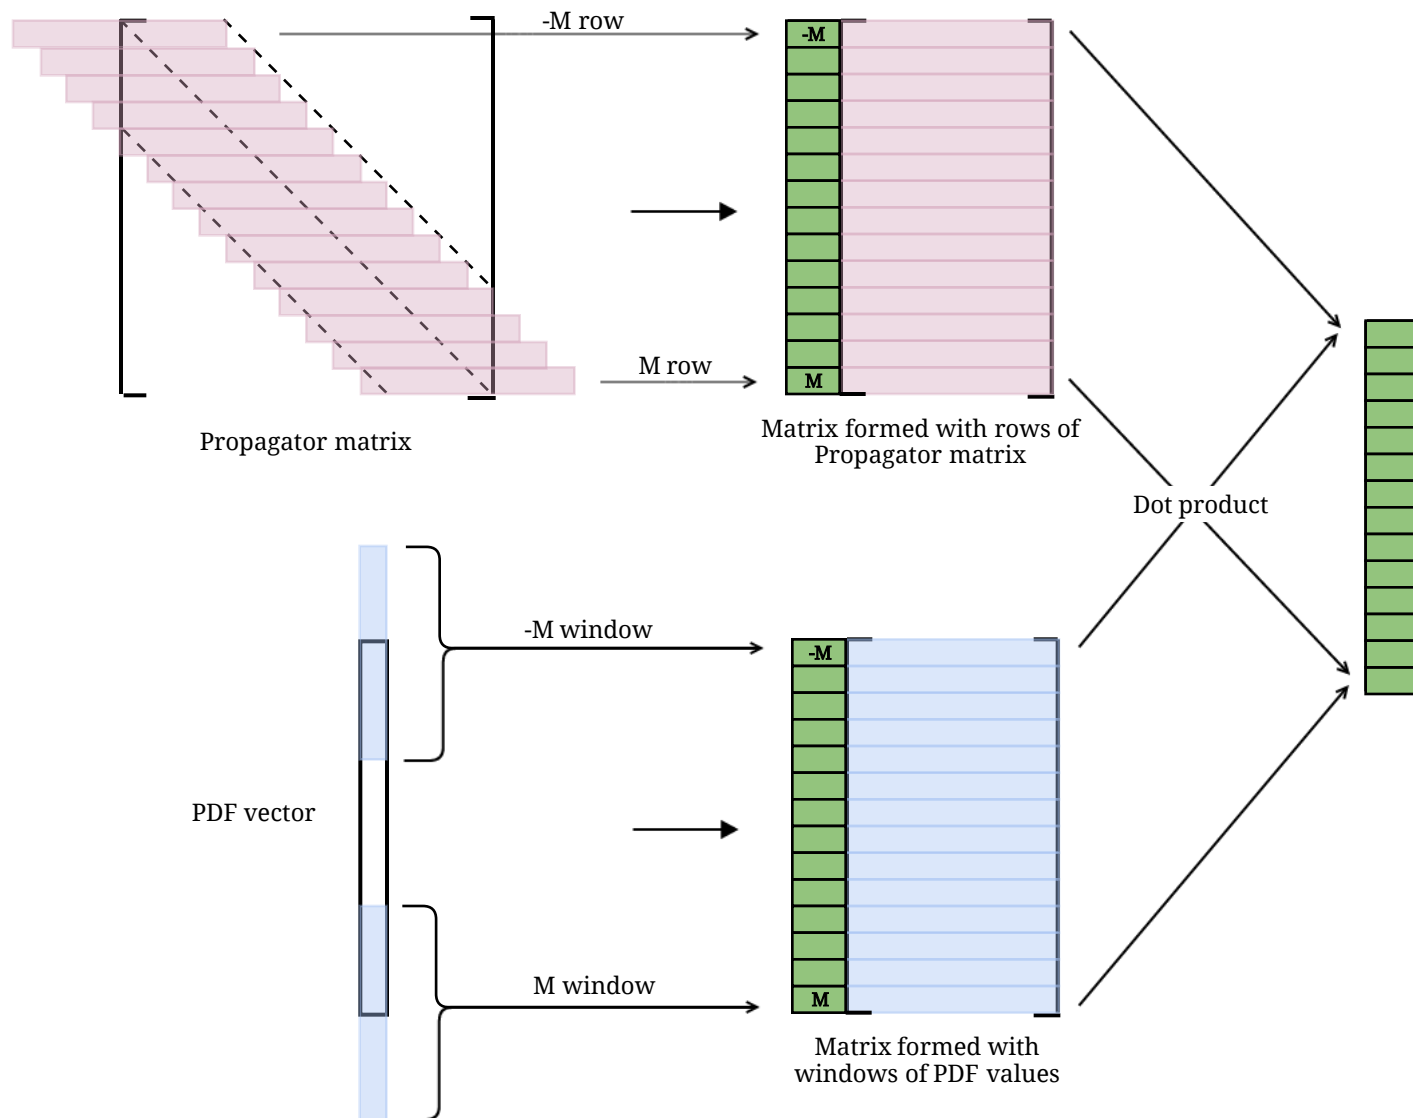 -M row
-M
M row
M
Propagator matrix
Matrix formed with rows of
Propagator matrix
Dot product
-M window
-M
PDF vector
M window
M
Matrix formed with
windows of PDF values